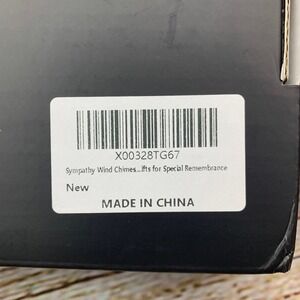 X00328TG67
Sympathy Wind Chimes...ifts for Special Remembrance
New
MADE IN CHINA